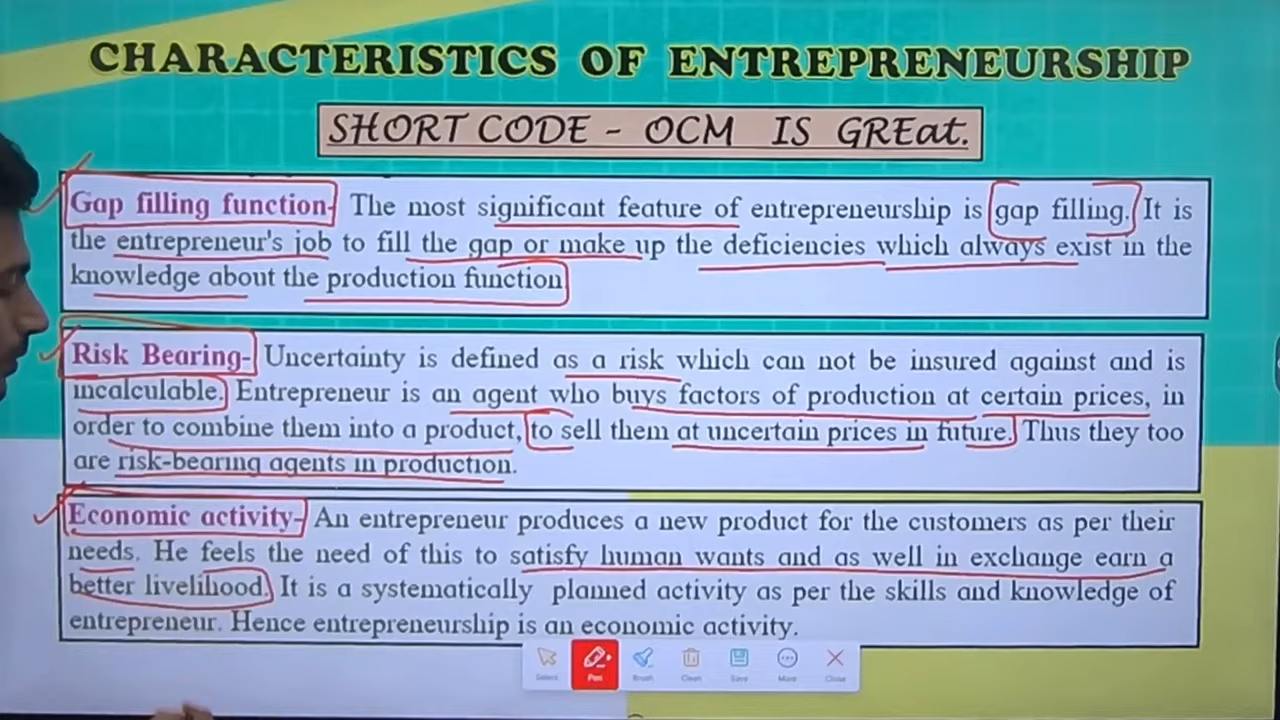 CHARACTERISTICS OF ENTREPRENEURSHIP
SHORT CODE - OCM IS GREat.
Gap filling function- The most significant feature of entrepreneurship is gap filling. It is
the entrepreneur's job to fill the gap or make up the deficiencies which always exist in the
knowledge about the production function
Risk Bearing- Uncertainty is defined as a risk which can not be insured against and is
incalculable. Entrepreneur is an agent who buys factors of production at certain prices, in
order to combine them into a product, to sell them at uncertain prices in future. Thus they too
are risk-bearing agents in production.
Economic activity- An entrepreneur produces a new product for the customers as per their
needs. He feels the need of this to satisfy human wants and as well in exchange earn a
better livelihood. It is a systematically planned activity as per the skills and knowledge of
entrepreneur. Hence entrepreneurship is an economic activity.
Select Pen Brush Clean Save More Close